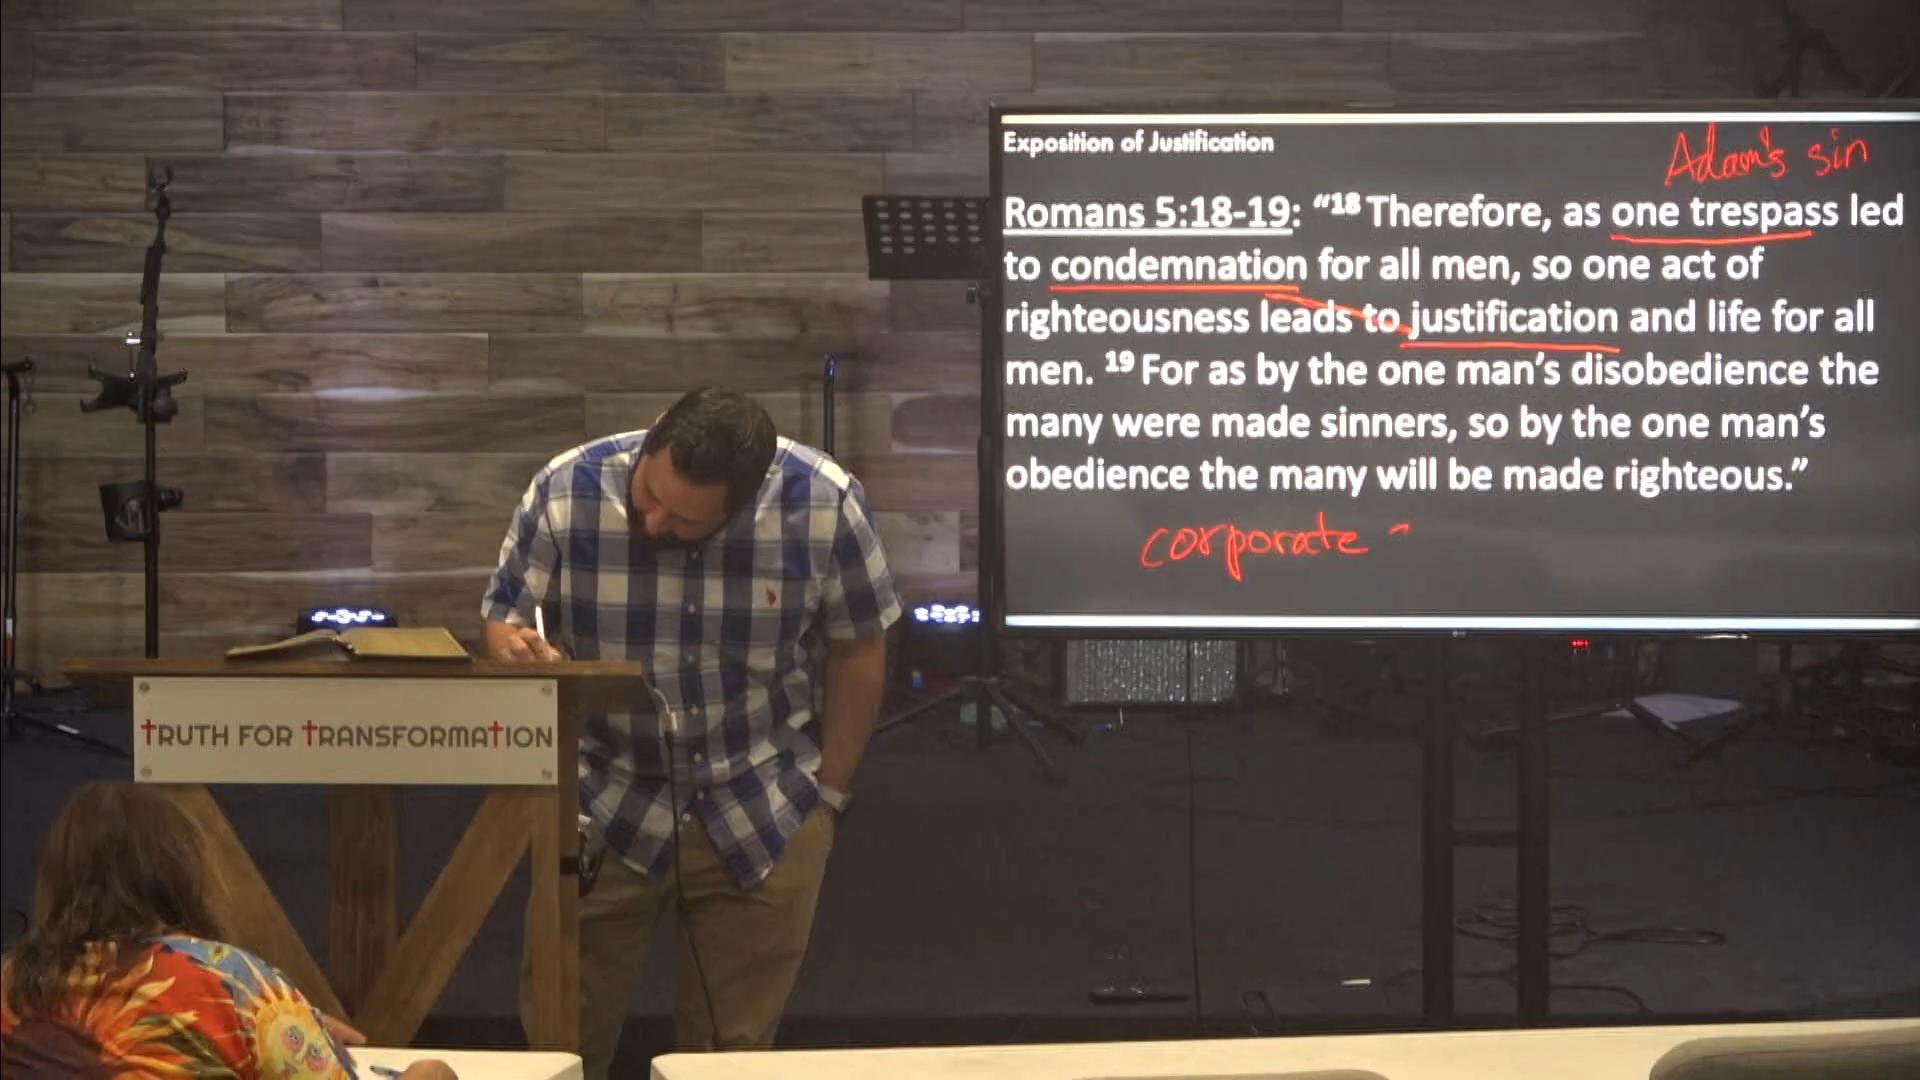 Exposition of Justification
Adam's sin
Romans 5:18-19: “18 Therefore, as one trespass led
to condemnation for all men, so one act of
righteousness leads to justification and life for all
men. 19 For as by the one man’s disobedience the
many were made sinners, so by the one man’s
obedience the many will be made righteous.”
corporate -
TRUTH FOR TRANSFORMATION